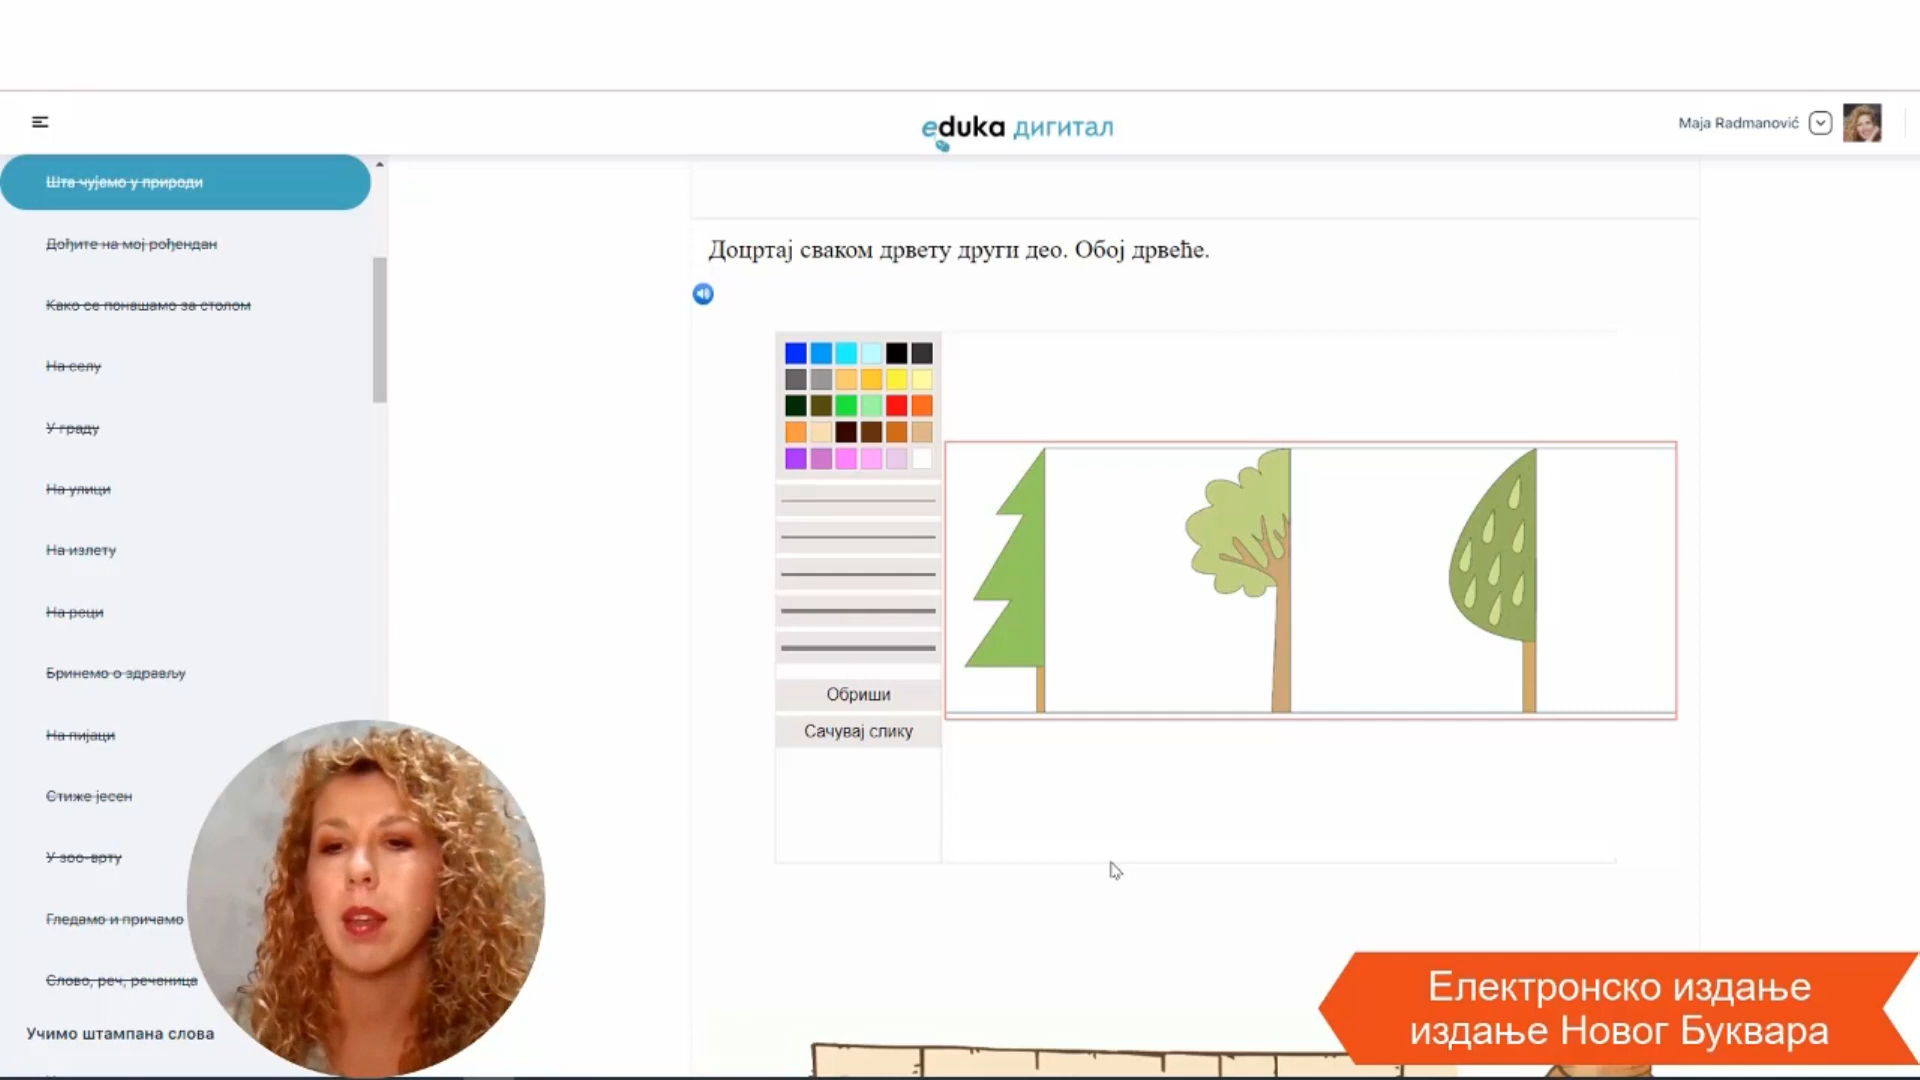 eduka дигитал
Maja Radmanović
Шта чујемо у природи
Дођите на мој рођендан
Како се понашамо за столом
На селу
У граду
На улици
На излету
На реци
Бринемо о здрављу
На пијаци
Стиже јесен
У зоо-врту
Гледамо и причамо
Слово, реч, реченица
Учимо штампана слова
Доцртај сваком дрвету други део. Обој дрвеће.
Обриши
Сачувај слику
Електронско издање
издање Новог Буквара